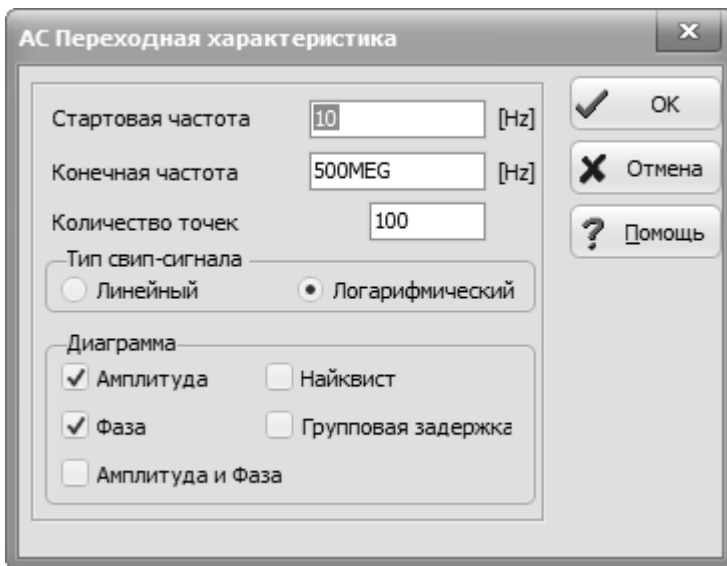 АС Переходная характеристика
Стартовая частота 10 [Hz]
Конечная частота 500MEG [Hz]
Количество точек 100
Тип свип-сигнала
Линейный Логарифмический
Диаграмма
Амплитуда Найквист
Фаза Групповая задержка
Амплитуда и Фаза
OK
Отмена
? Помощь